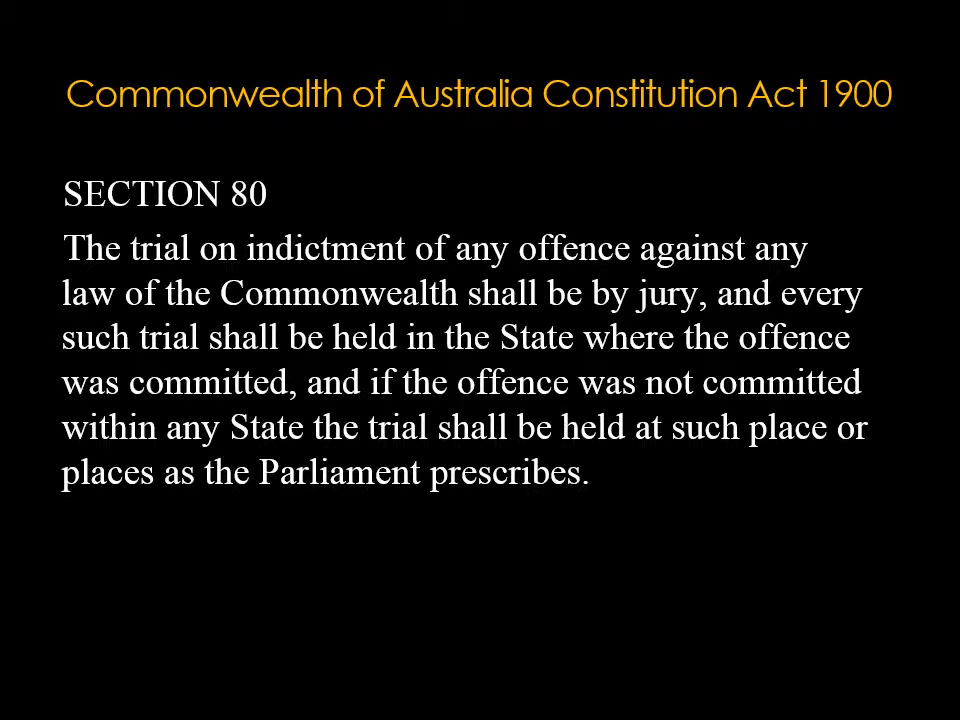 Commonwealth of Australia Constitution Act 1900
SECTION 80
The trial on indictment of any offence against any
law of the Commonwealth shall be by jury, and every
such trial shall be held in the State where the offence
was committed, and if the offence was not committed
within any State the trial shall be held at such place or
places as the Parliament prescribes.